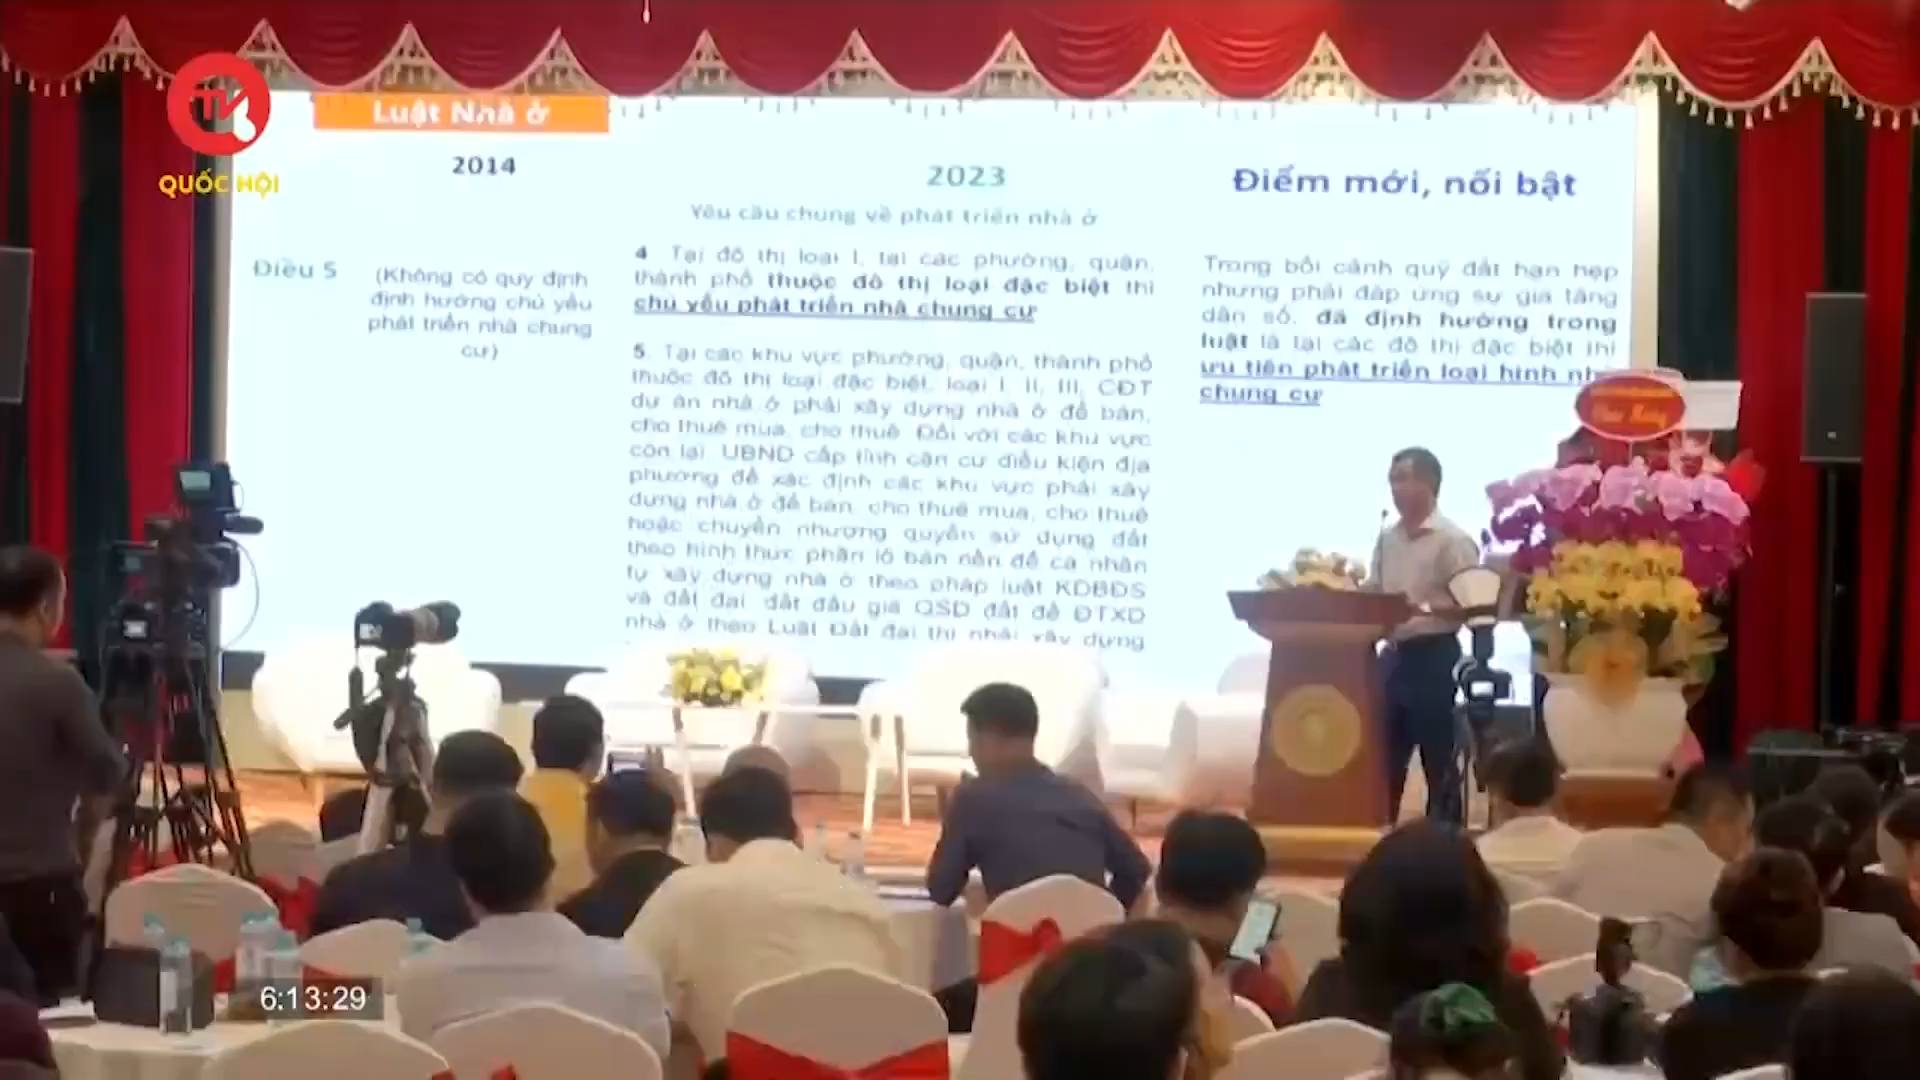 QUỐC HỘI
Luật Nhà ở
2014
2023
Điểm mới, nổi bật
Yêu cầu chung về phát triển nhà ở
Điều 5
(Không có quy định
định hướng chủ yếu
phát triển nhà chung
cư)
4. Tại đô thị loại I, tại các phường, quận,
thành phố thuộc đô thị loại đặc biệt thì
chủ yếu phát triển nhà chung cư
5. Tại các khu vực phường, quận, thành phố
thuộc đô thị loại đặc biệt, loại I, II, III, CĐT
dự án nhà ở phải xây dựng nhà ở để bán,
cho thuê mua, cho thuê. Đối với các khu vực
còn lại, UBND cấp tỉnh căn cứ điều kiện địa
phương để xác định các khu vực phải xây
dựng nhà ở để bán, cho thuê mua, cho thuê
hoặc chuyển nhượng quyền sử dụng đất
theo hình thức phân lô bán nền để cá nhân
tự xây dựng nhà ở theo pháp luật KDBĐS
và đất đai, đất đấu giá QSD đất để ĐTXD
nhà ở theo Luật Đất đai thì phải xây dựng
Trong bối cảnh quỹ đất hạn hẹp
nhưng phải đáp ứng sự gia tăng
dân số, đã định hướng trong
luật là tại các đô thị đặc biệt thì
ưu tiên phát triển loại hình
chung cư
6:13:29